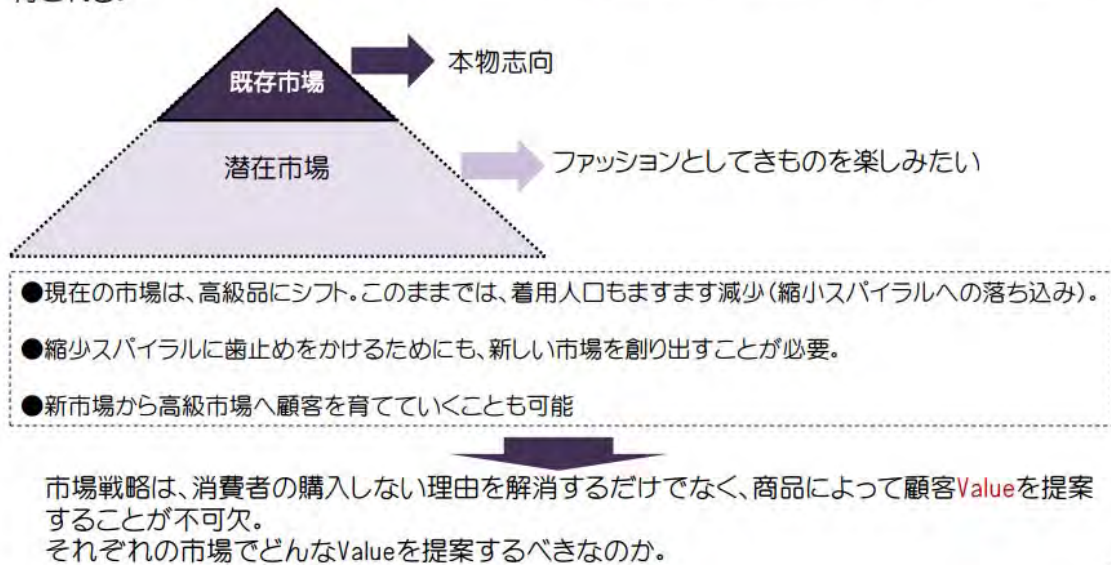 既存市場
本物志向
潜在市場
ファッションとしてきものを楽しみたい
●現在の市場は、高級品にシフト。このままでは、着用人口もますます減少(縮小スパイラルへの落ち込み)。
●縮少スパイラルに歯止めをかけるためにも、新しい市場を創り出すことが必要。
●新市場から高級市場へ顧客を育てていくことも可能
市場戦略は、消費者の購入しない理由を解消するだけでなく、商品によって顧客Valueを提案
することが不可欠。
それぞれの市場でどんなValueを提案するべきなのか。